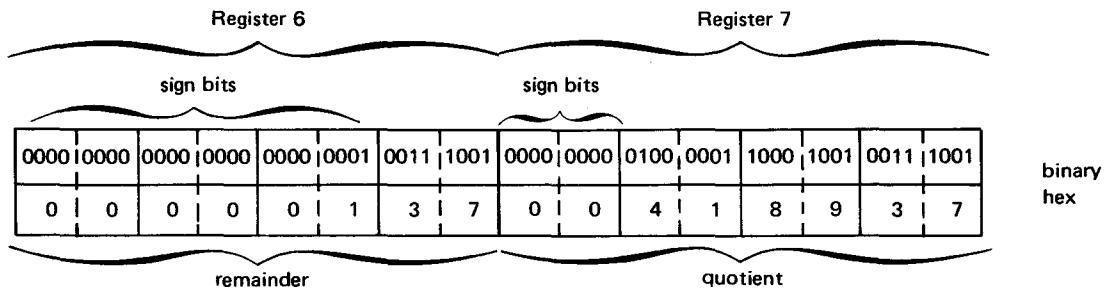 Register 6 Register 7
sign bits sign bits
0000 0000 0000 0000 0000 0001 0011 1001 0000 0000 0100 0001 1000 1001 0011 1001 binary
0 0 0 0 0 1 3 7 0 0 4 1 8 9 3 7 hex
remainder quotient